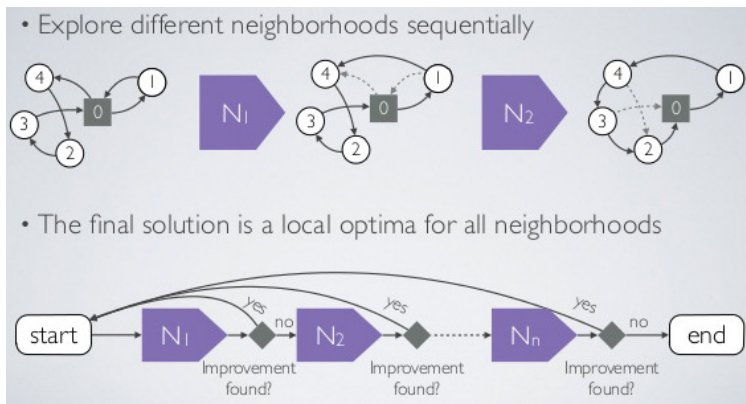 • Explore different neighborhoods sequentially
4 1 0 3 2
N1
4 1 0 3 2
N2
4 1 0 3 2
• The final solution is a local optima for all neighborhoods
yes yes yes
start N1 no N2 Nn no end
Improvement found?
Improvement found?
Improvement found?